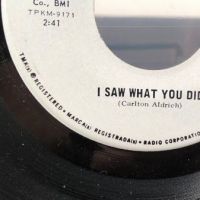 Co., BMI
TPKM-9171
2:41
I SAW WHAT YOU DID
(Carlton Aldrich)
TMK(s) ® REGISTERED • MARCA(s) REGISTRADA(s) • RADIO CORPORATION